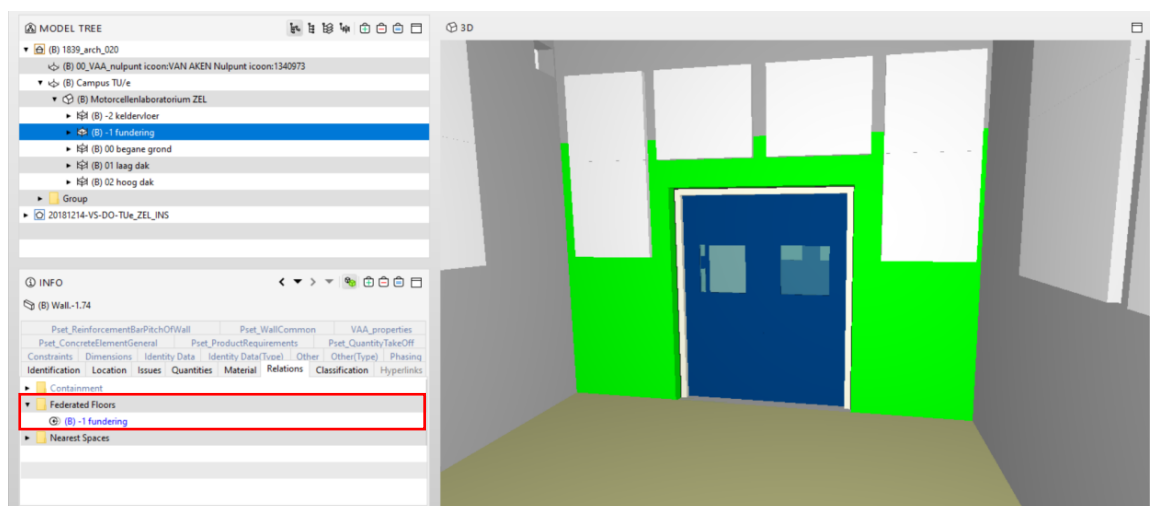 MODEL TREE
(B) 1839_arch_020
(B) 00_VAA_nulpunt icoon:VAN AKEN Nulpunt icoon:1340973
(B) Campus TU/e
(B) Motorcellenlaboratorium ZEL
(B) -2 keldervloer
(B) -1 fundering
(B) 00 begane grond
(B) 01 laag dak
(B) 02 hoog dak
Group
20181214-VS-DO-TUe_ZEL_INS
INFO
(B) Wall.-1.74
Pset_ReinforcementBarPitchOfWall Pset_WallCommon VAA_properties
Pset_ConcreteElementGeneral Pset_ProductRequirements Pset_QuantityTakeOff
Constraints Dimensions Identity Data Identity Data(Type) Other Other(Type) Phasing
Identification Location Issues Quantities Material Relations Classification Hyperlinks
Containment
Federated Floors
(B) -1 fundering
Nearest Spaces
3D